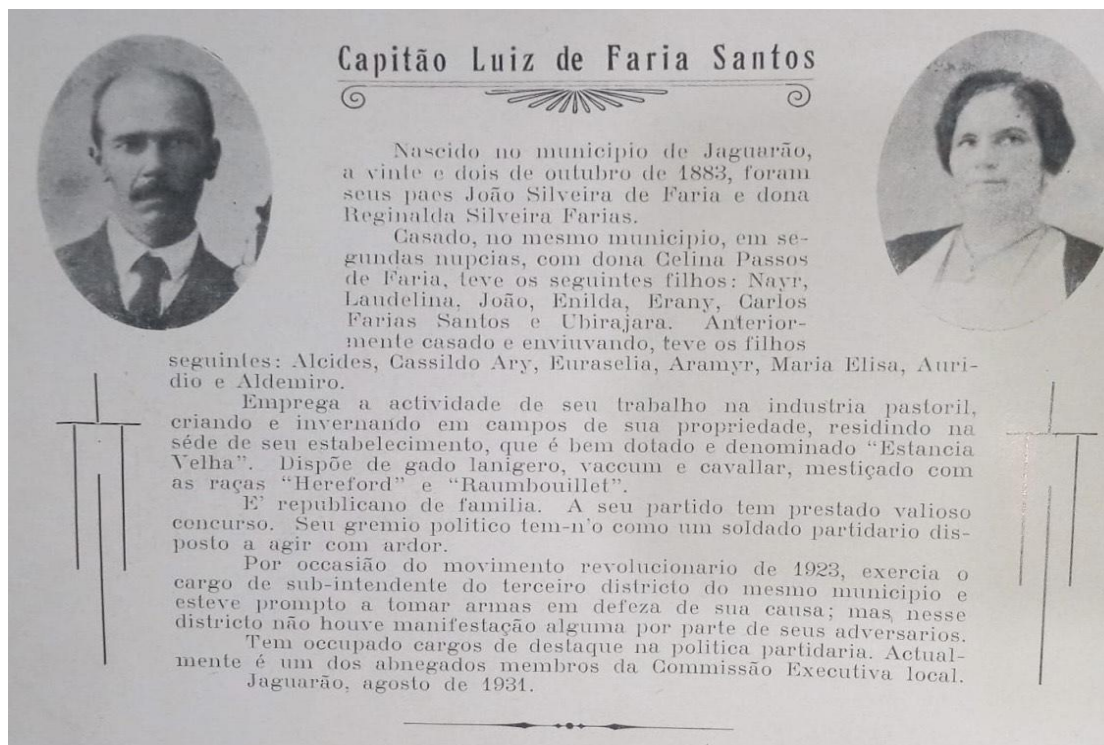 Capitão Luiz de Faria Santos
Nascido no municipio de Jaguarão,
a vinte e dois de outubro de 1883, foram
seus paes João Silveira de Faria e dona
Reginalda Silveira Farias.
Casado, no mesmo municipio, em se-
gundas nupcias, com dona Celina Passos
de Faria, teve os seguintes filhos: Nayr,
Laudelina, João, Enilda, Erany, Carlos
Farias Santos e Ubirajara. Anterior-
mente casado e enviuvando, teve os filhos
seguintes: Alcides, Cassildo Ary, Euraselia, Aramyr, Maria Elisa, Auri-
dio e Aldemiro.
Emprega a actividade de seu trabalho na industria pastoril,
criando e invernando em campos de sua propriedade, residindo na
séde de seu estabelecimento, que é bem dotado e denominado “Estancia
Velha”. Dispõe de gado lanigero, vaccum e cavallar, mestiçado com
as raças “Hereford” e “Raumbouillet”.
E’ republicano de familia. A seu partido tem prestado valioso
concurso. Seu gremio politico tem-n’o como um soldado partidario dis-
posto a agir com ardor.
Por occasião do movimento revolucionario de 1923, exercia o
cargo de sub-intendente do terceiro districto do mesmo municipio e
esteve prompto a tomar armas em defeza de sua causa; mas, nesse
districto não houve manifestação alguma por parte de seus adversarios.
Tem occupado cargos de destaque na politica partidaria. Actual-
mente é um dos abnegados membros da Commissão Executiva local.
Jaguarão, agosto de 1931.